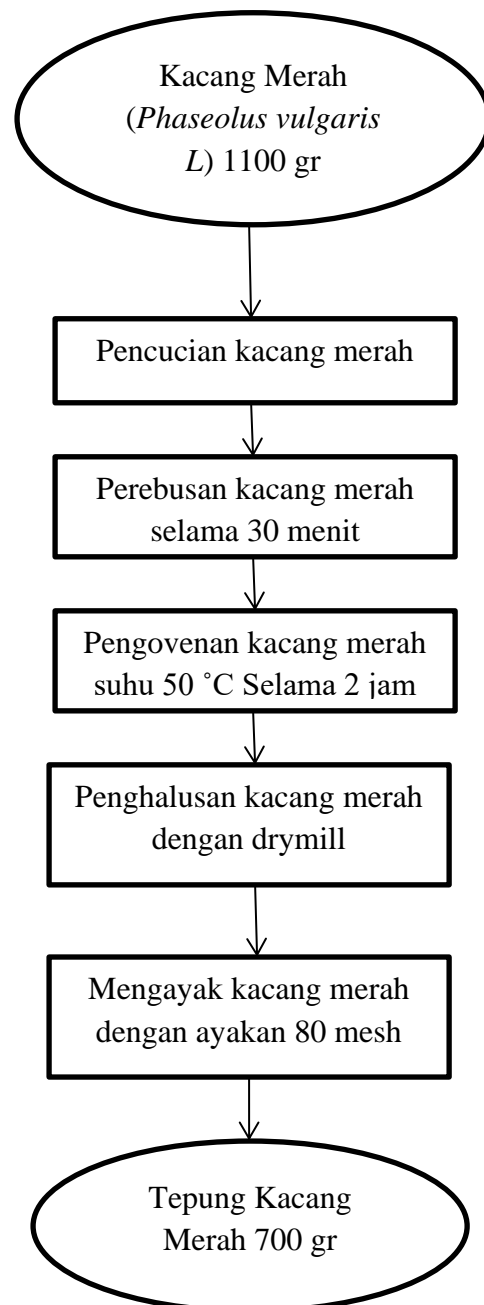 Kacang Merah
(Phaseolus vulgaris
L) 1100 gr
Pencucian kacang merah
Perebusan kacang merah
selama 30 menit
Pengovenan kacang merah
suhu 50 ˚C Selama 2 jam
Penghalusan kacang merah
dengan drymill
Mengayak kacang merah
dengan ayakan 80 mesh
Tepung Kacang
Merah 700 gr